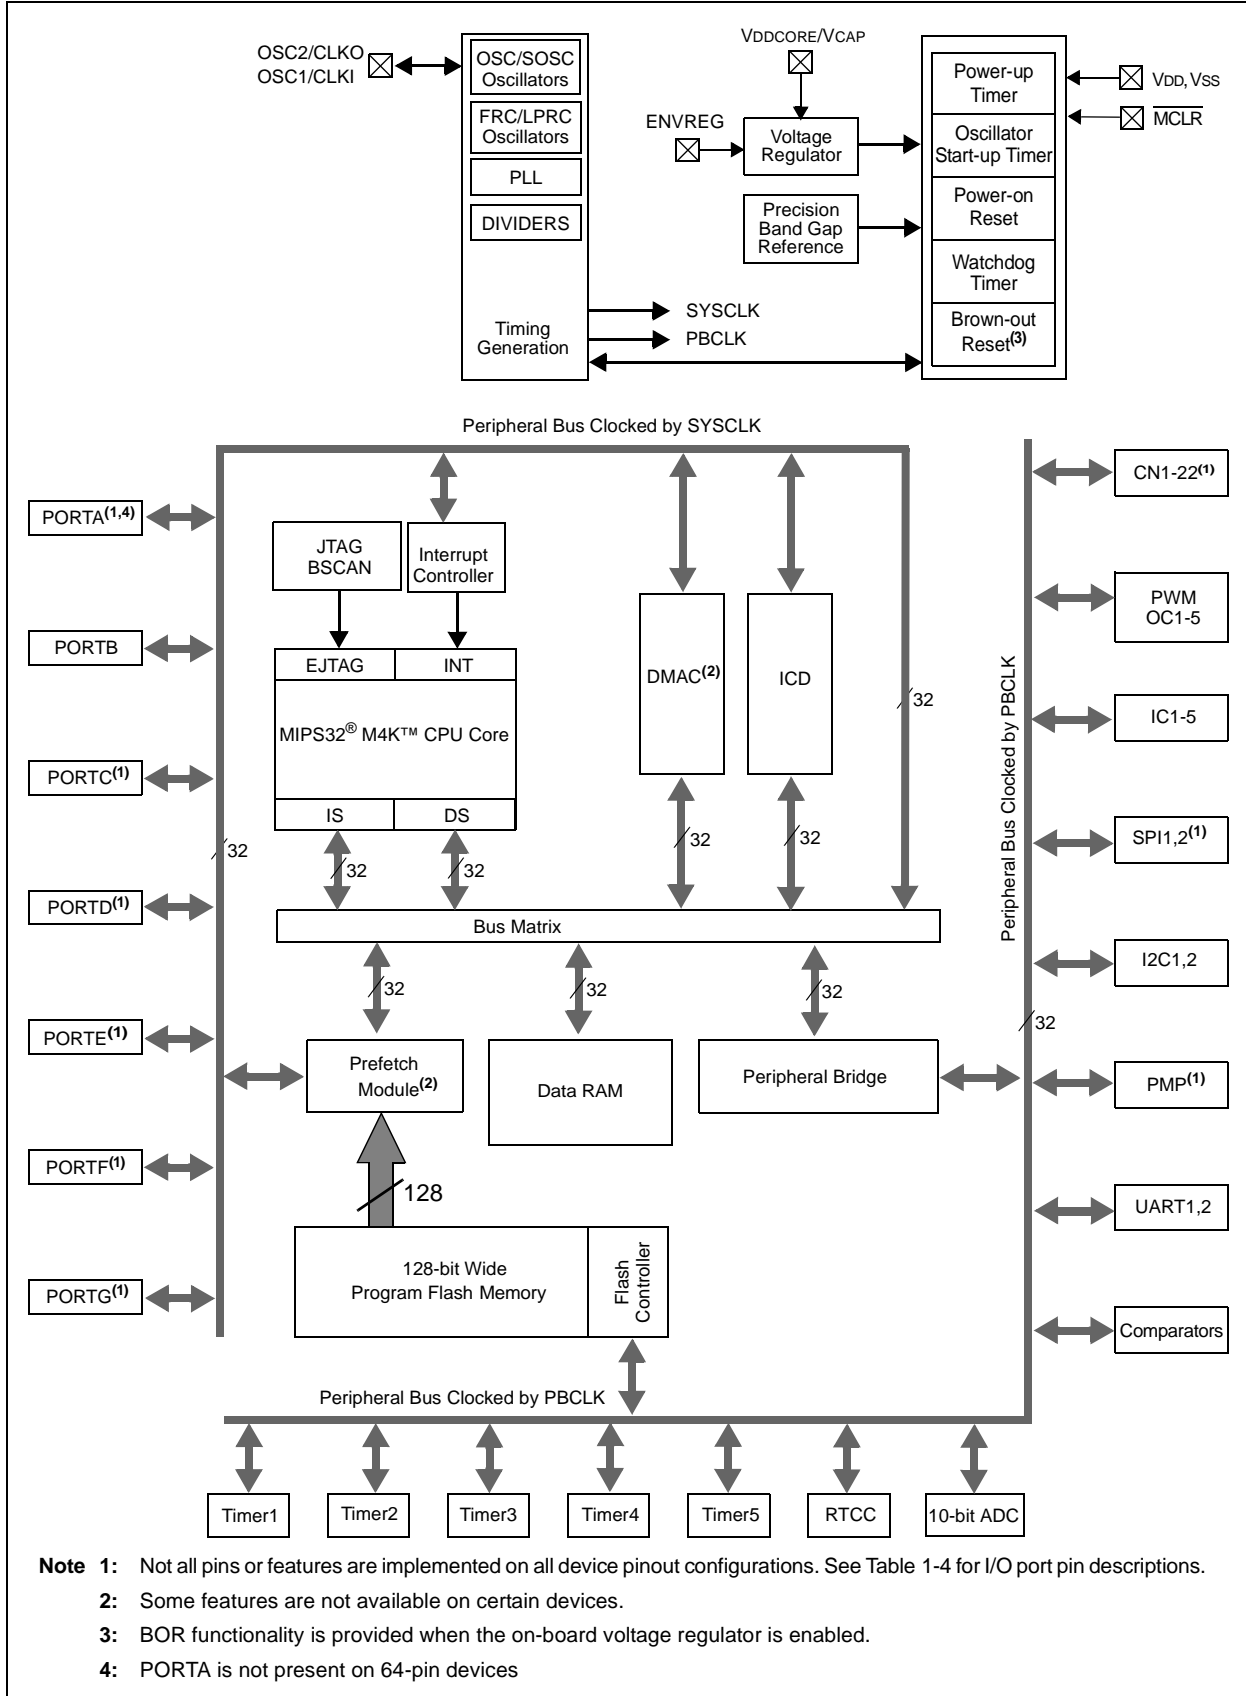 OSC2/CLKO
OSC1/CLKI
OSC/SOSC
Oscillators
FRC/LPRC
Oscillators
PLL
DIVIDERS
Timing
Generation
SYSCLK
PBCLK
VDDCORE/VCAP
ENVREG
Voltage
Regulator
Precision
Band Gap
Reference
Power-up
Timer
Oscillator
Start-up Timer
Power-on
Reset
Watchdog
Timer
Brown-out
Reset(3)
VDD, VSS
MCLR
Peripheral Bus Clocked by SYSCLK
PORTA(1,4)
PORTB
PORTC(1)
PORTD(1)
PORTE(1)
PORTF(1)
PORTG(1)
32
JTAG
BSCAN
Interrupt
Controller
EJTAG
INT
MIPS32® M4K™ CPU Core
IS
DS
32
32
DMAC(2)
ICD
32
32
32
Bus Matrix
32
32
32
Prefetch
Module(2)
Data RAM
Peripheral Bridge
128
128-bit Wide
Program Flash Memory
Flash
Controller
Peripheral Bus Clocked by PBCLK
32
CN1-22(1)
PWM
OC1-5
IC1-5
SPI1,2(1)
I2C1,2
PMP(1)
UART1,2
Comparators
Peripheral Bus Clocked by PBCLK
Timer1
Timer2
Timer3
Timer4
Timer5
RTCC
10-bit ADC
Note 1: Not all pins or features are implemented on all device pinout configurations. See Table 1-4 for I/O port pin descriptions.
2: Some features are not available on certain devices.
3: BOR functionality is provided when the on-board voltage regulator is enabled.
4: PORTA is not present on 64-pin devices